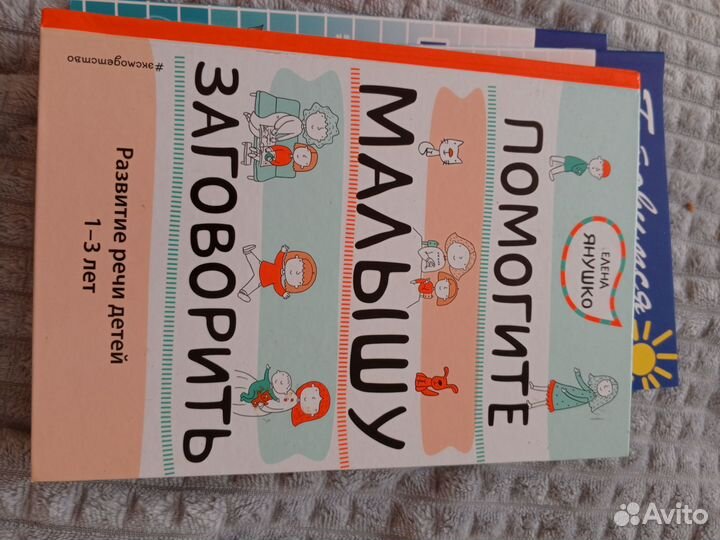 ЕЛЕНА
ЯНУШКО
ПОМОГИТЕ
МАЛЫШУ
ЗАГОВОРИТЬ
Развитие речи детей
1–3 лет
#эксмодетство
Avito